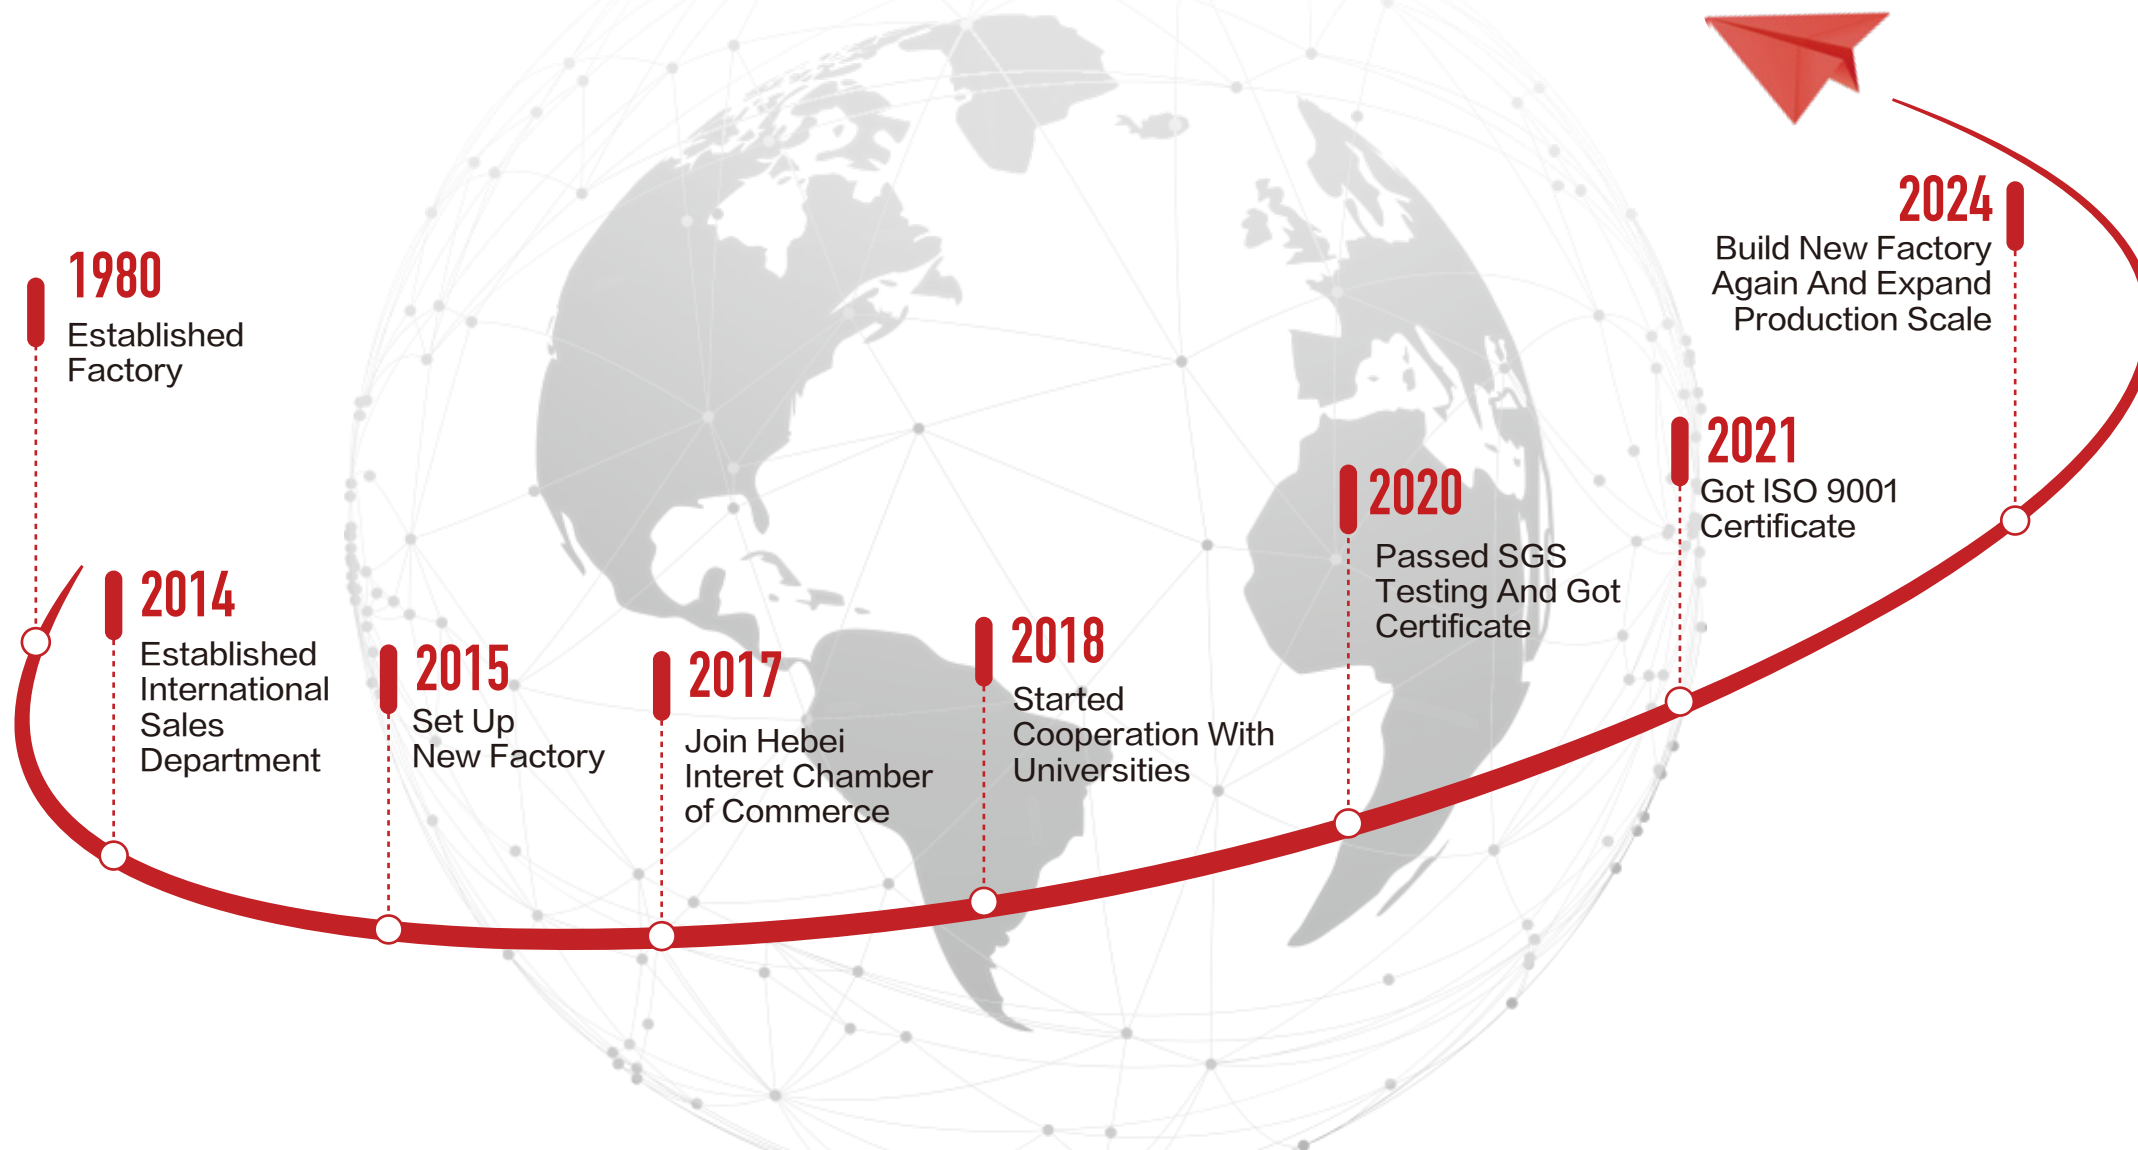 1980
Established
Factory
2014
Established
International
Sales
Department
2015
Set Up
New Factory
2017
Join Hebei
Interet Chamber
of Commerce
2018
Started
Cooperation With
Universities
2020
Passed SGS
Testing And Got
Certificate
2021
Got ISO 9001
Certificate
2024
Build New Factory
Again And Expand
Production Scale